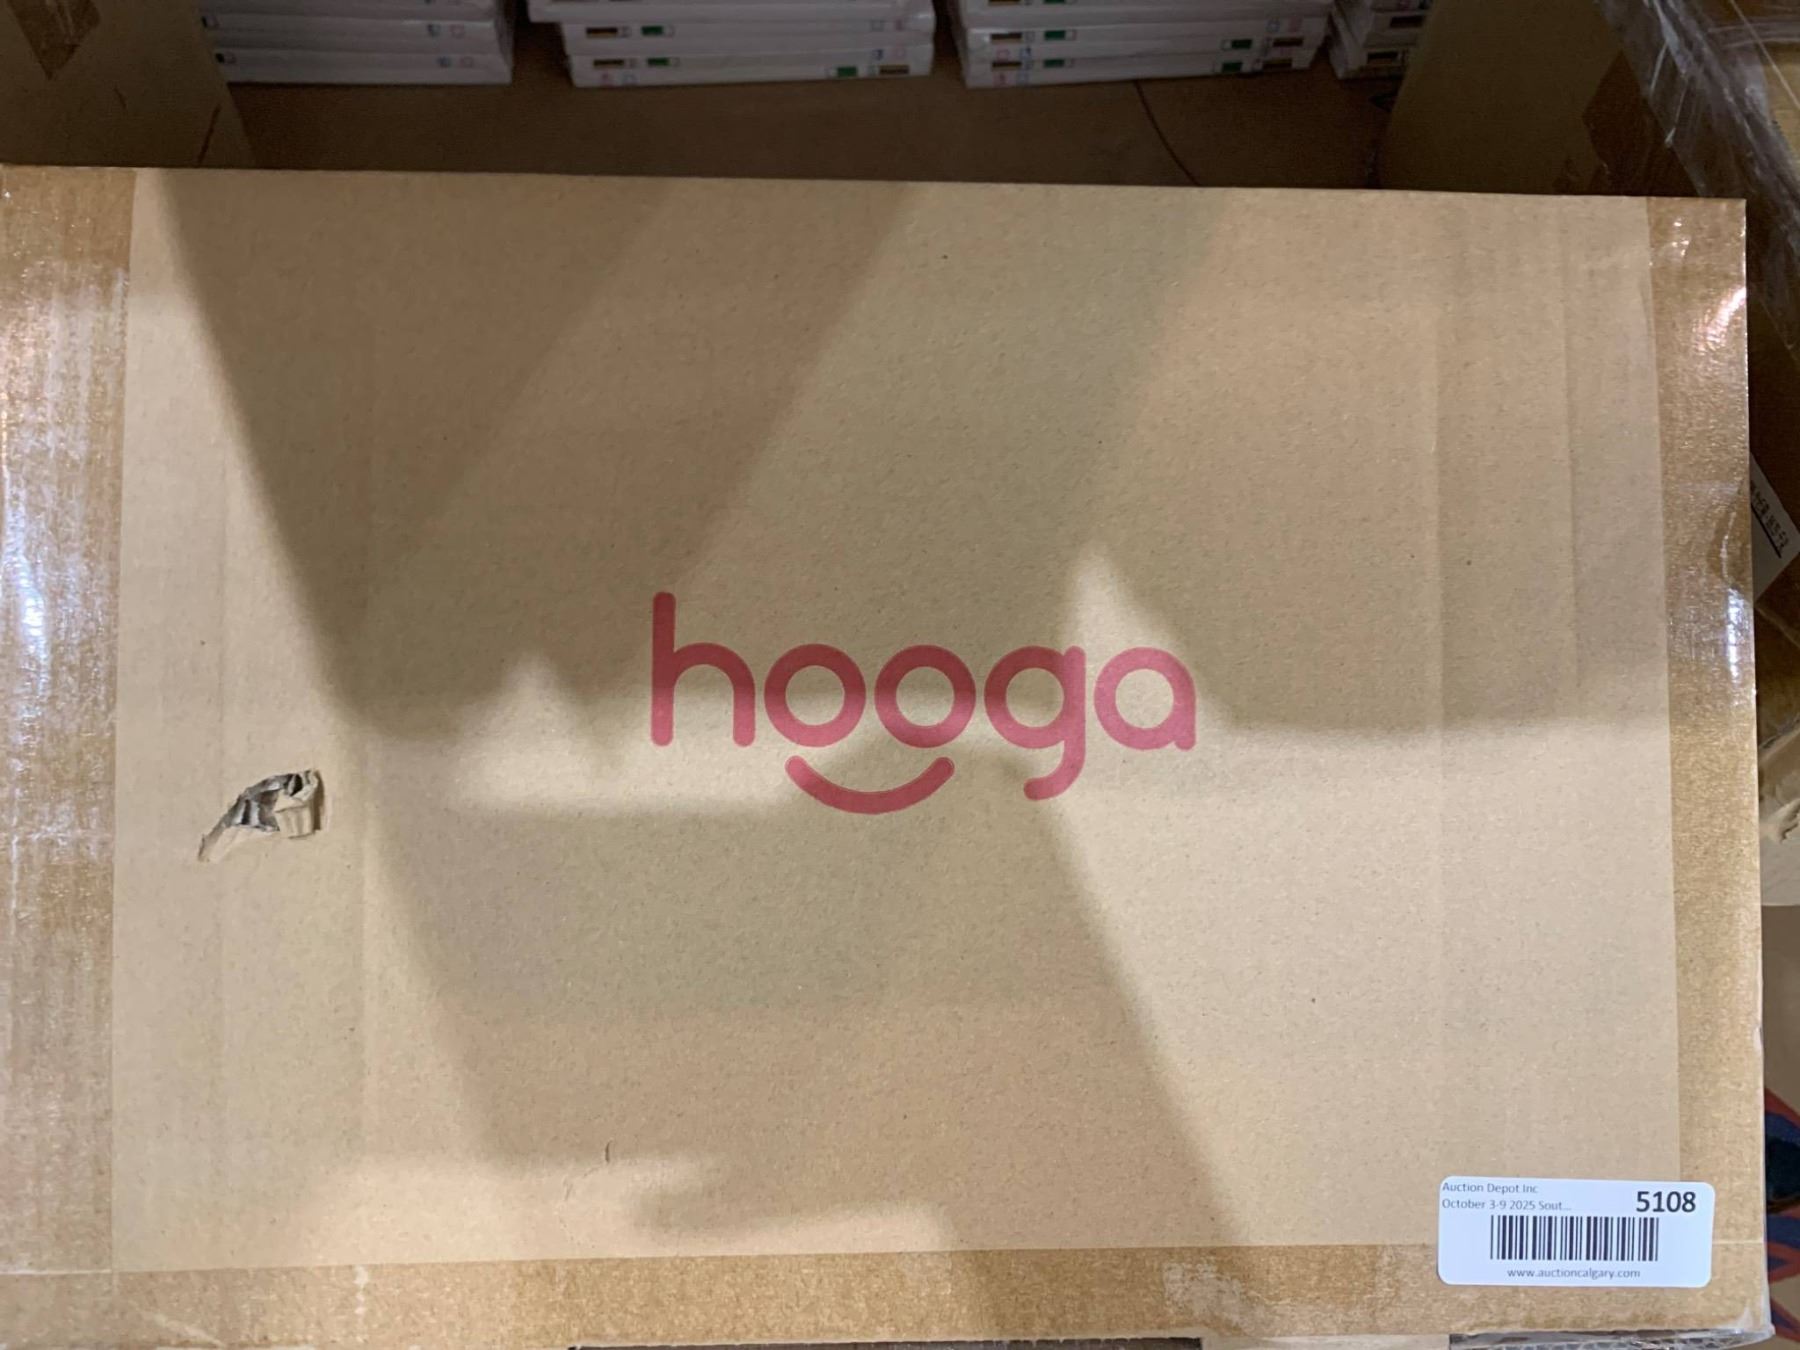 hooga
Auction Depot Inc
October 3-9 2025 Sout...
5108
www.auctioncalgary.com